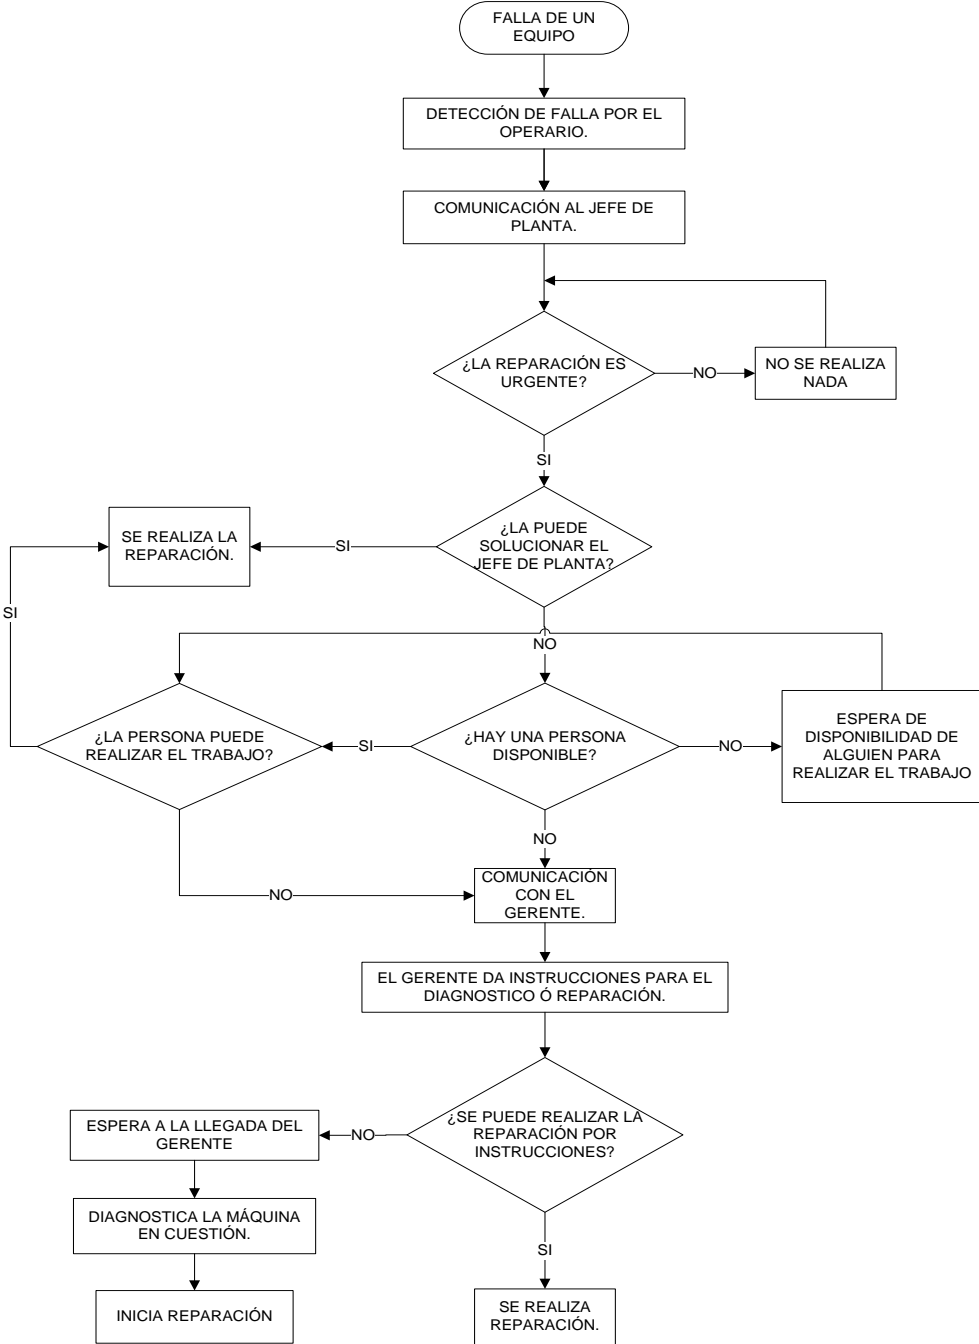 FALLA DE UN
EQUIPO
DETECCIÓN DE FALLA POR EL
OPERARIO.
COMUNICACIÓN AL JEFE DE
PLANTA.
¿LA REPARACIÓN ES
URGENTE?
NO
NO SE REALIZA
NADA
SI
¿LA PUEDE
SOLUCIONAR EL
JEFE DE PLANTA?
SI
SE REALIZA LA
REPARACIÓN.
SI
NO
¿LA PERSONA PUEDE
REALIZAR EL TRABAJO?
SI
¿HAY UNA PERSONA
DISPONIBLE?
NO
ESPERA DE
DISPONIBILIDAD DE
ALGUIEN PARA
REALIZAR EL TRABAJO
NO
NO
COMUNICACIÓN
CON EL
GERENTE.
EL GERENTE DA INSTRUCCIONES PARA EL
DIAGNOSTICO Ó REPARACIÓN.
¿SE PUEDE REALIZAR LA
REPARACIÓN POR
INSTRUCCIONES?
NO
ESPERA A LA LLEGADA DEL
GERENTE
DIAGNOSTICA LA MÁQUINA
EN CUESTIÓN.
INICIA REPARACIÓN
SI
SE REALIZA
REPARACIÓN.